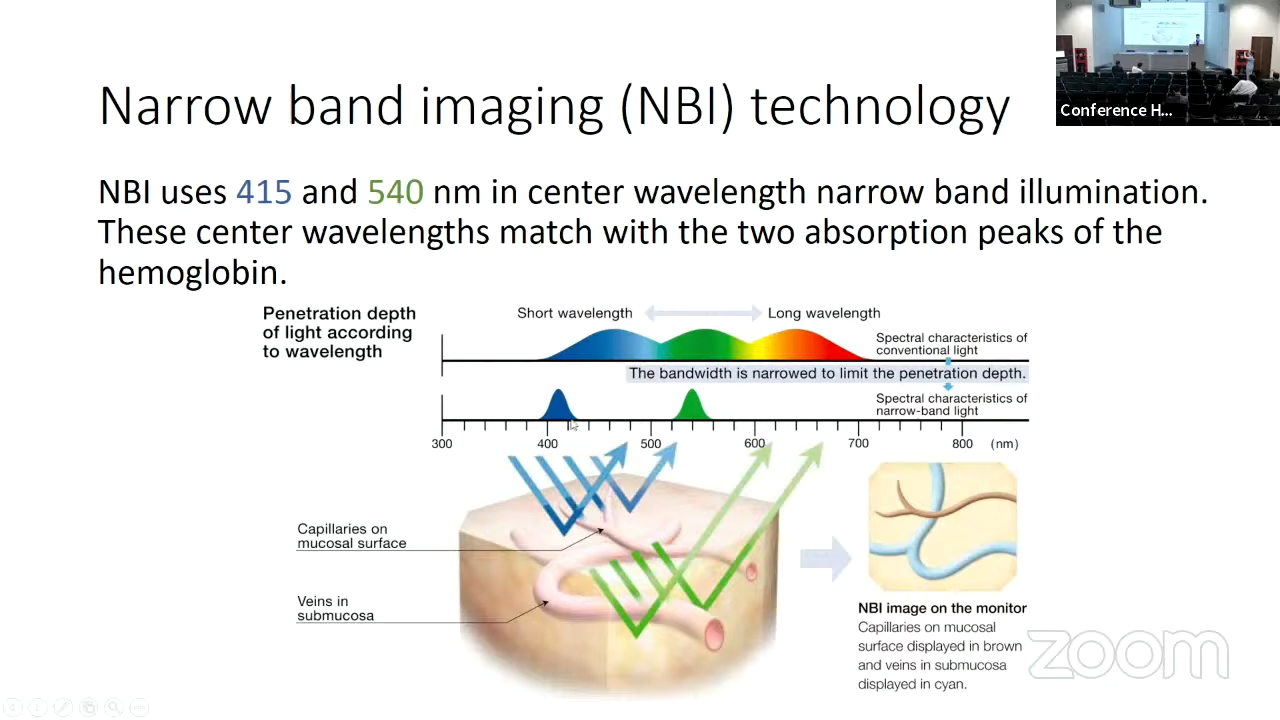 Conference H...
Narrow band imaging (NBI) technology
NBI uses 415 and 540 nm in center wavelength narrow band illumination.
These center wavelengths match with the two absorption peaks of the
hemoglobin.
Penetration depth
of light according
to wavelength
Short wavelength
Long wavelength
Spectral characteristics of
conventional light
The bandwidth is narrowed to limit the penetration depth.
Spectral characteristics of
narrow-band light
300 400 500 600 700 800 (nm)
Capillaries on
mucosal surface
Veins in
submucosa
NBI image on the monitor
Capillaries on mucosal
surface displayed in brown
and veins in submucosa
displayed in cyan.
zoom